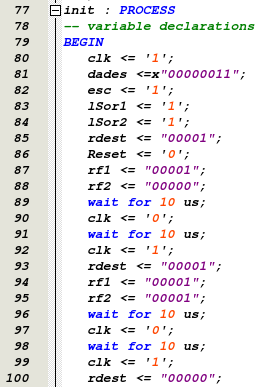 77 init : PROCESS
78 -- variable declarations
79 BEGIN
80 clk <= '1';
81 dades <=x"00000011";
82 esc <= '1';
83 lSor1 <= '1';
84 lSor2 <= '1';
85 rdest <= "00001";
86 Reset <= '0';
87 rf1 <= "00001";
88 rf2 <= "00000";
89 wait for 10 us;
90 clk <= '0';
91 wait for 10 us;
92 clk <= '1';
93 rdest <= "00001";
94 rf1 <= "00001";
95 rf2 <= "00001";
96 wait for 10 us;
97 clk <= '0';
98 wait for 10 us;
99 clk <= '1';
100 rdest <= "00000";